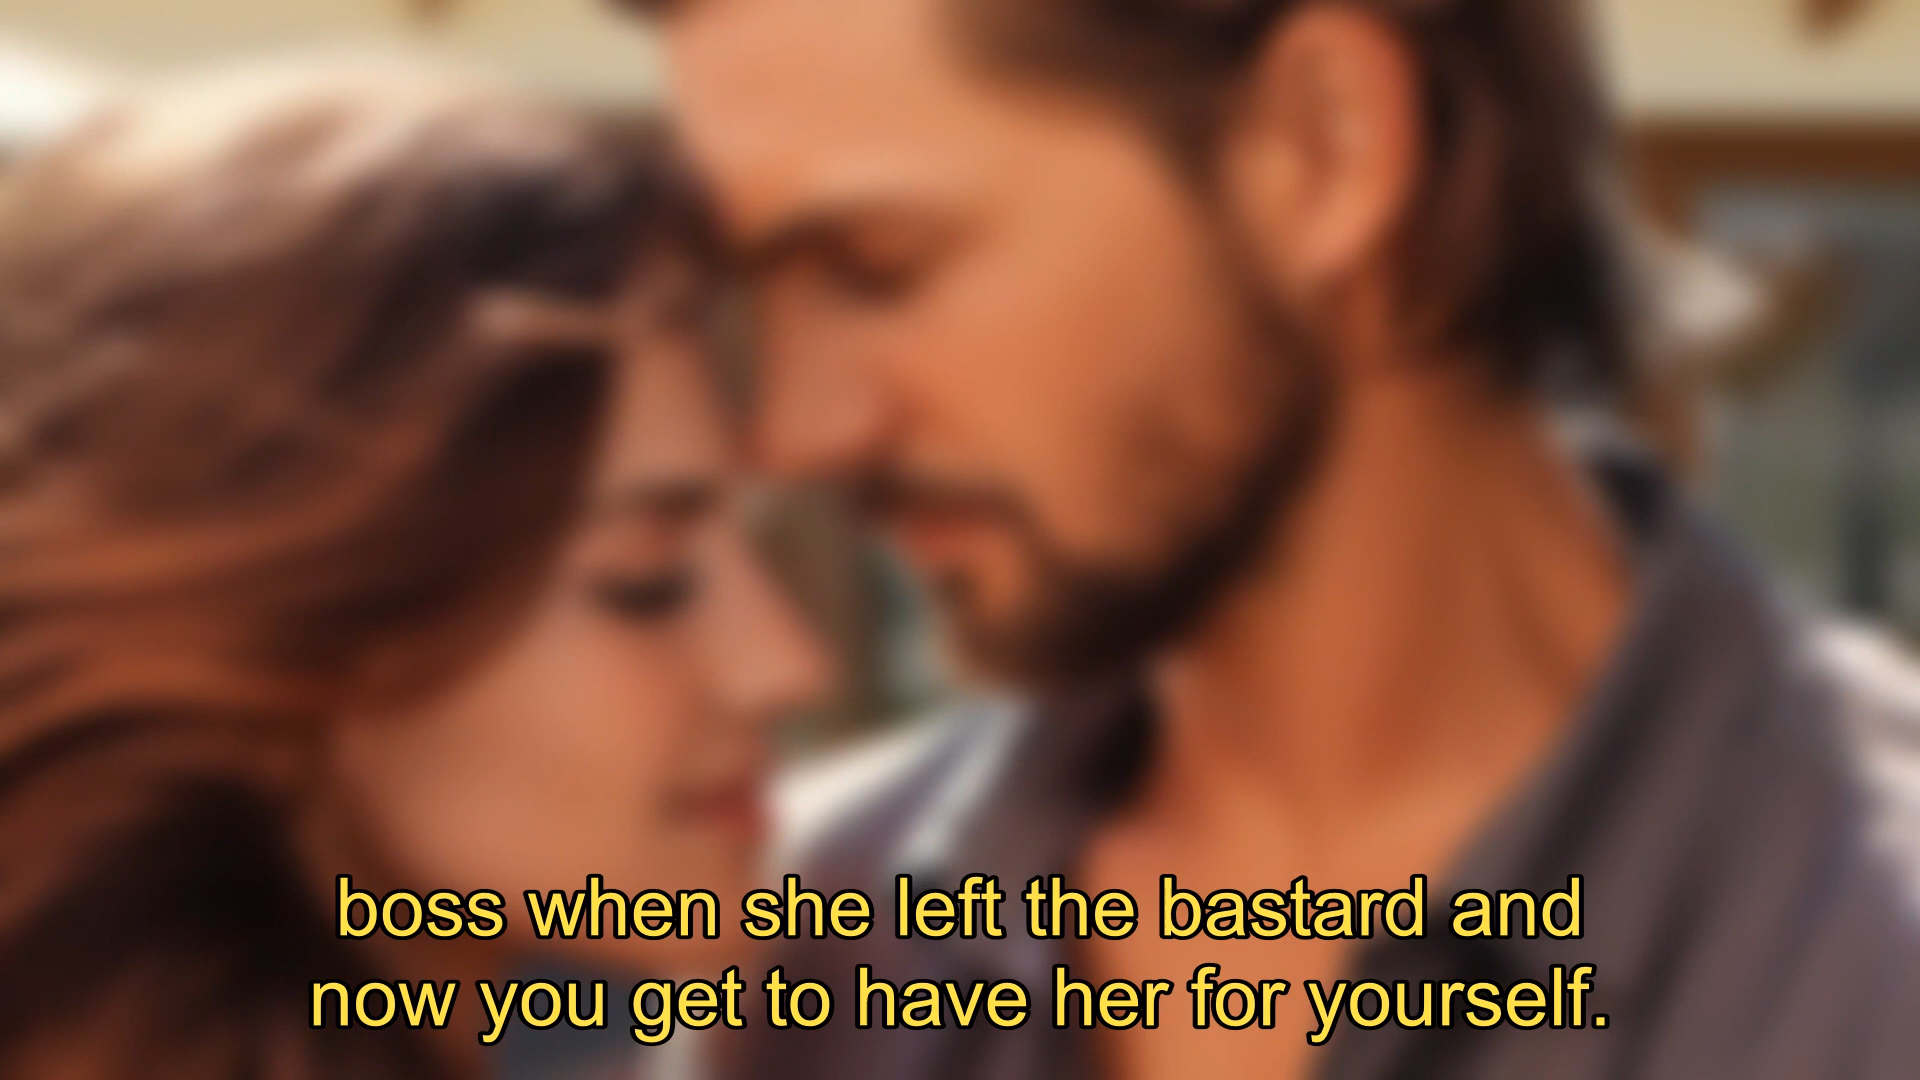 boss when she left the bastard and
now you get to have her for yourself.